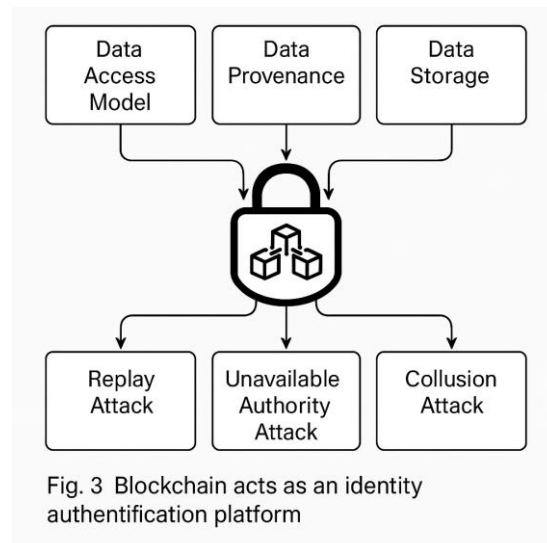 Data
Access
Model
Data
Provenance
Data
Storage
Replay
Attack
Unavailable
Authority
Attack
Collusion
Attack
Fig. 3 Blockchain acts as an identity
authentification platform